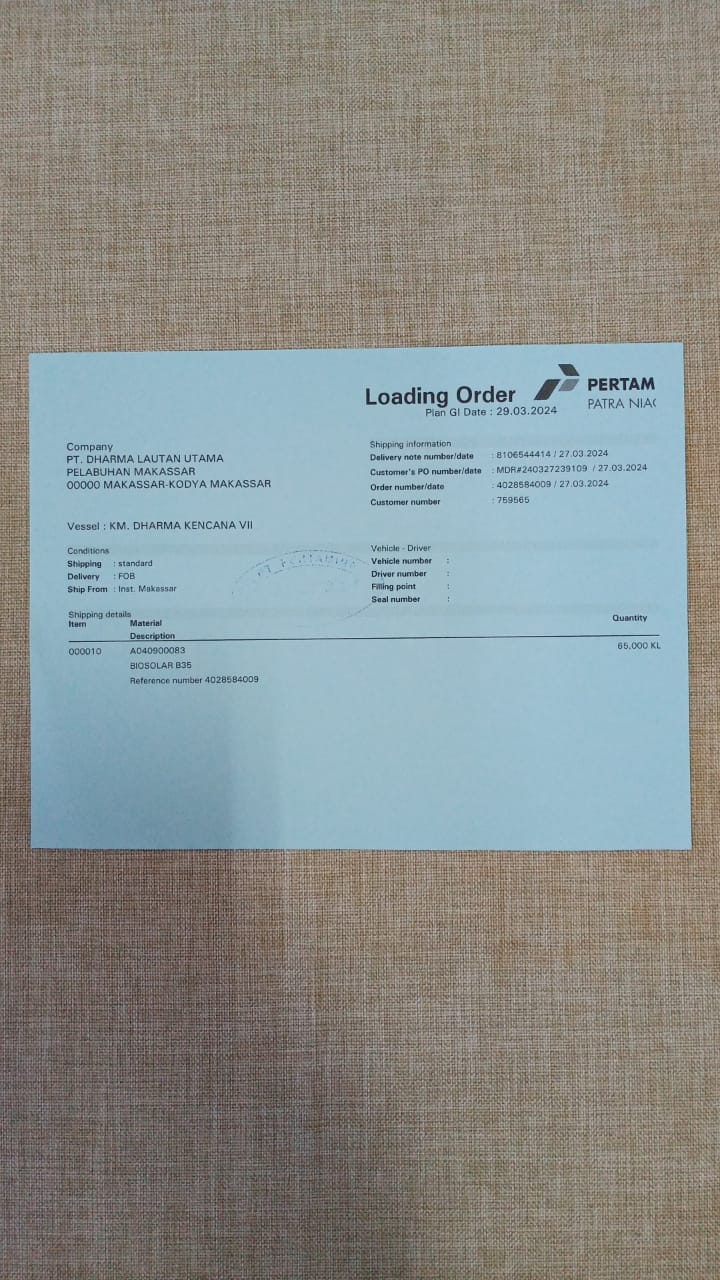 Loading Order
Plan GI Date : 29.03.2024
PERTAM
PATRA NIAC
Company
PT. DHARMA LAUTAN UTAMA
PELABUHAN MAKASSAR
00000 MAKASSAR-KODYA MAKASSAR
Vessel : KM. DHARMA KENCANA VII
Shipping information
Delivery note number/date : 8106544414 / 27.03.2024
Customer's PO number/date : MDR#240327239109 / 27.03.2024
Order number/date : 4028584009 / 27.03.2024
Customer number : 759565
Conditions
Shipping : standard
Delivery : FOB
Ship From : Inst. Makassar
Vehicle - Driver
Vehicle number :
Driver number :
Filling point :
Seal number :
Shipping details
Item Material Quantity
Description
000010 A040900083 65,000 KL
BIOSOLAR B35
Reference number 4028584009